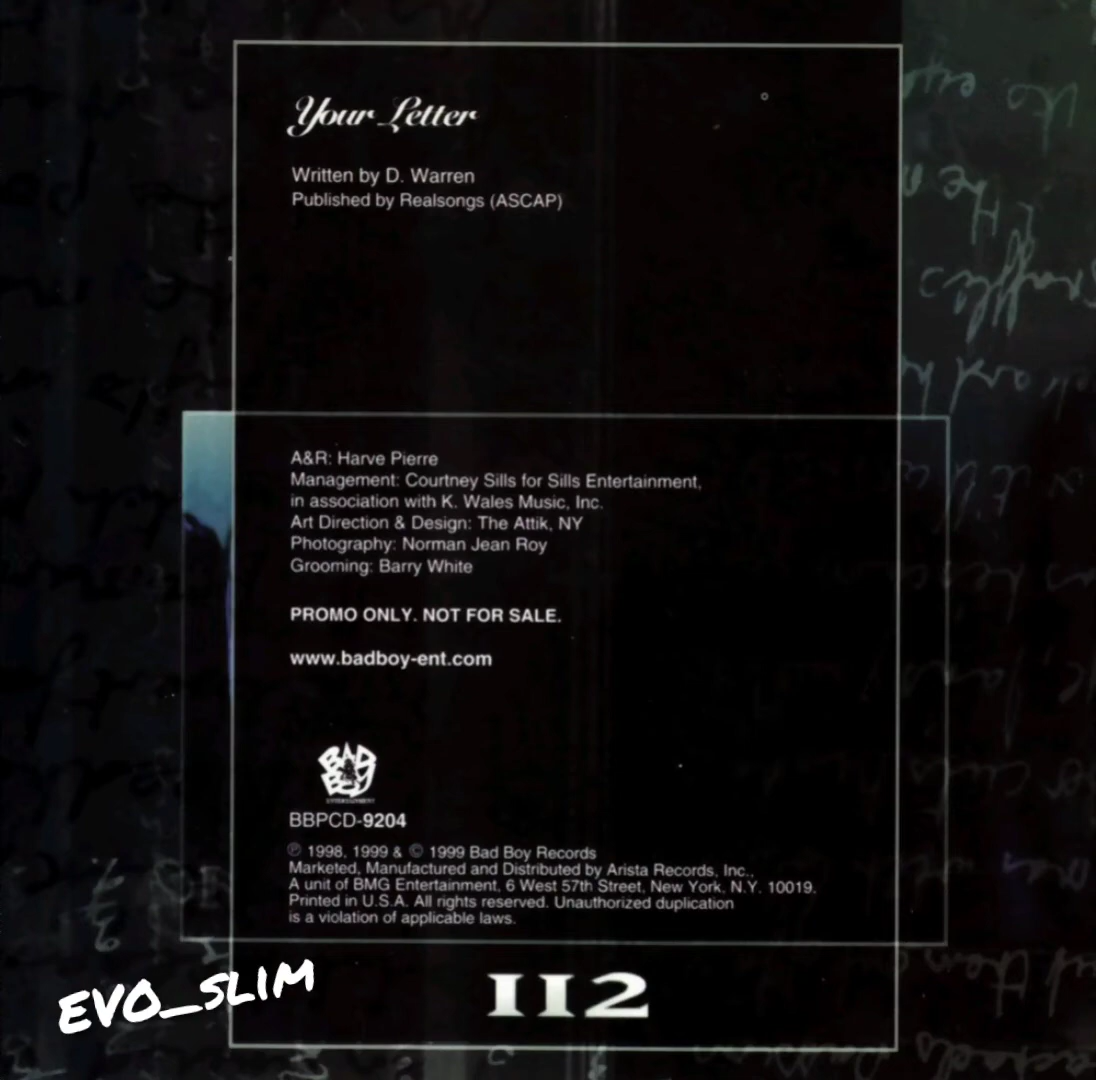 Your Letter
Written by D. Warren
Published by Realsongs (ASCAP)
A&R: Harve Pierre
Management: Courtney Sills for Sills Entertainment,
in association with K. Wales Music, Inc.
Art Direction & Design: The Attik, NY
Photography: Norman Jean Roy
Grooming: Barry White
PROMO ONLY. NOT FOR SALE.
www.badboy-ent.com
BAD
BOY
ENTERTAINMENT
BBPCD-9204
℗ 1998, 1999 & © 1999 Bad Boy Records
Marketed, Manufactured and Distributed by Arista Records, Inc.,
A unit of BMG Entertainment, 6 West 57th Street, New York, N.Y. 10019.
Printed in U.S.A. All rights reserved. Unauthorized duplication
is a violation of applicable laws.
EVO_SLIM
112